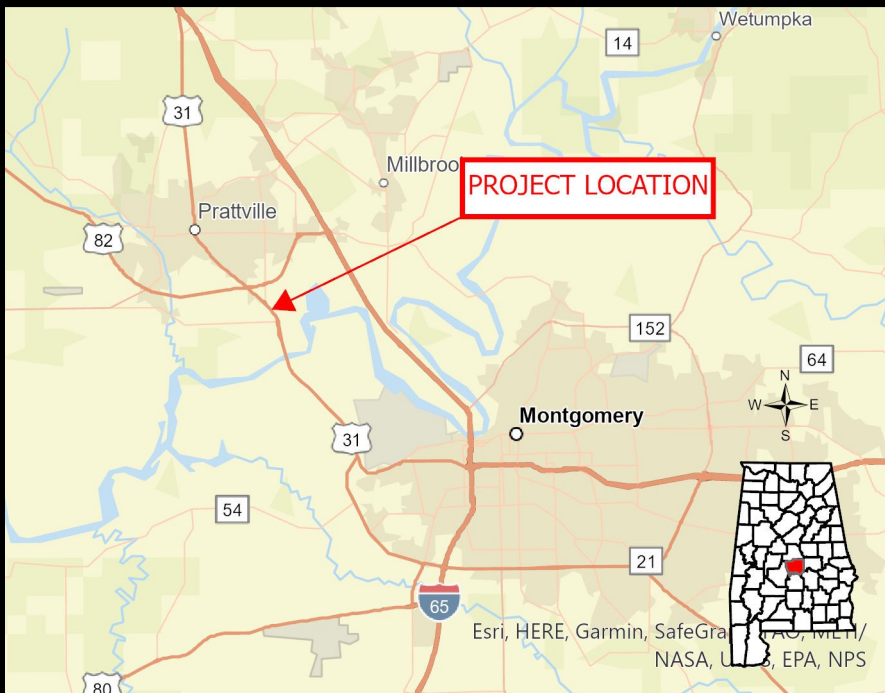 Wetumpka
14
31
Millbroo
PROJECT LOCATION
Prattville
82
152
64
N
W E
S
Montgomery
31
54
21
65
Esri, HERE, Garmin, SafeGra
NASA, U S, EPA, NPS
80